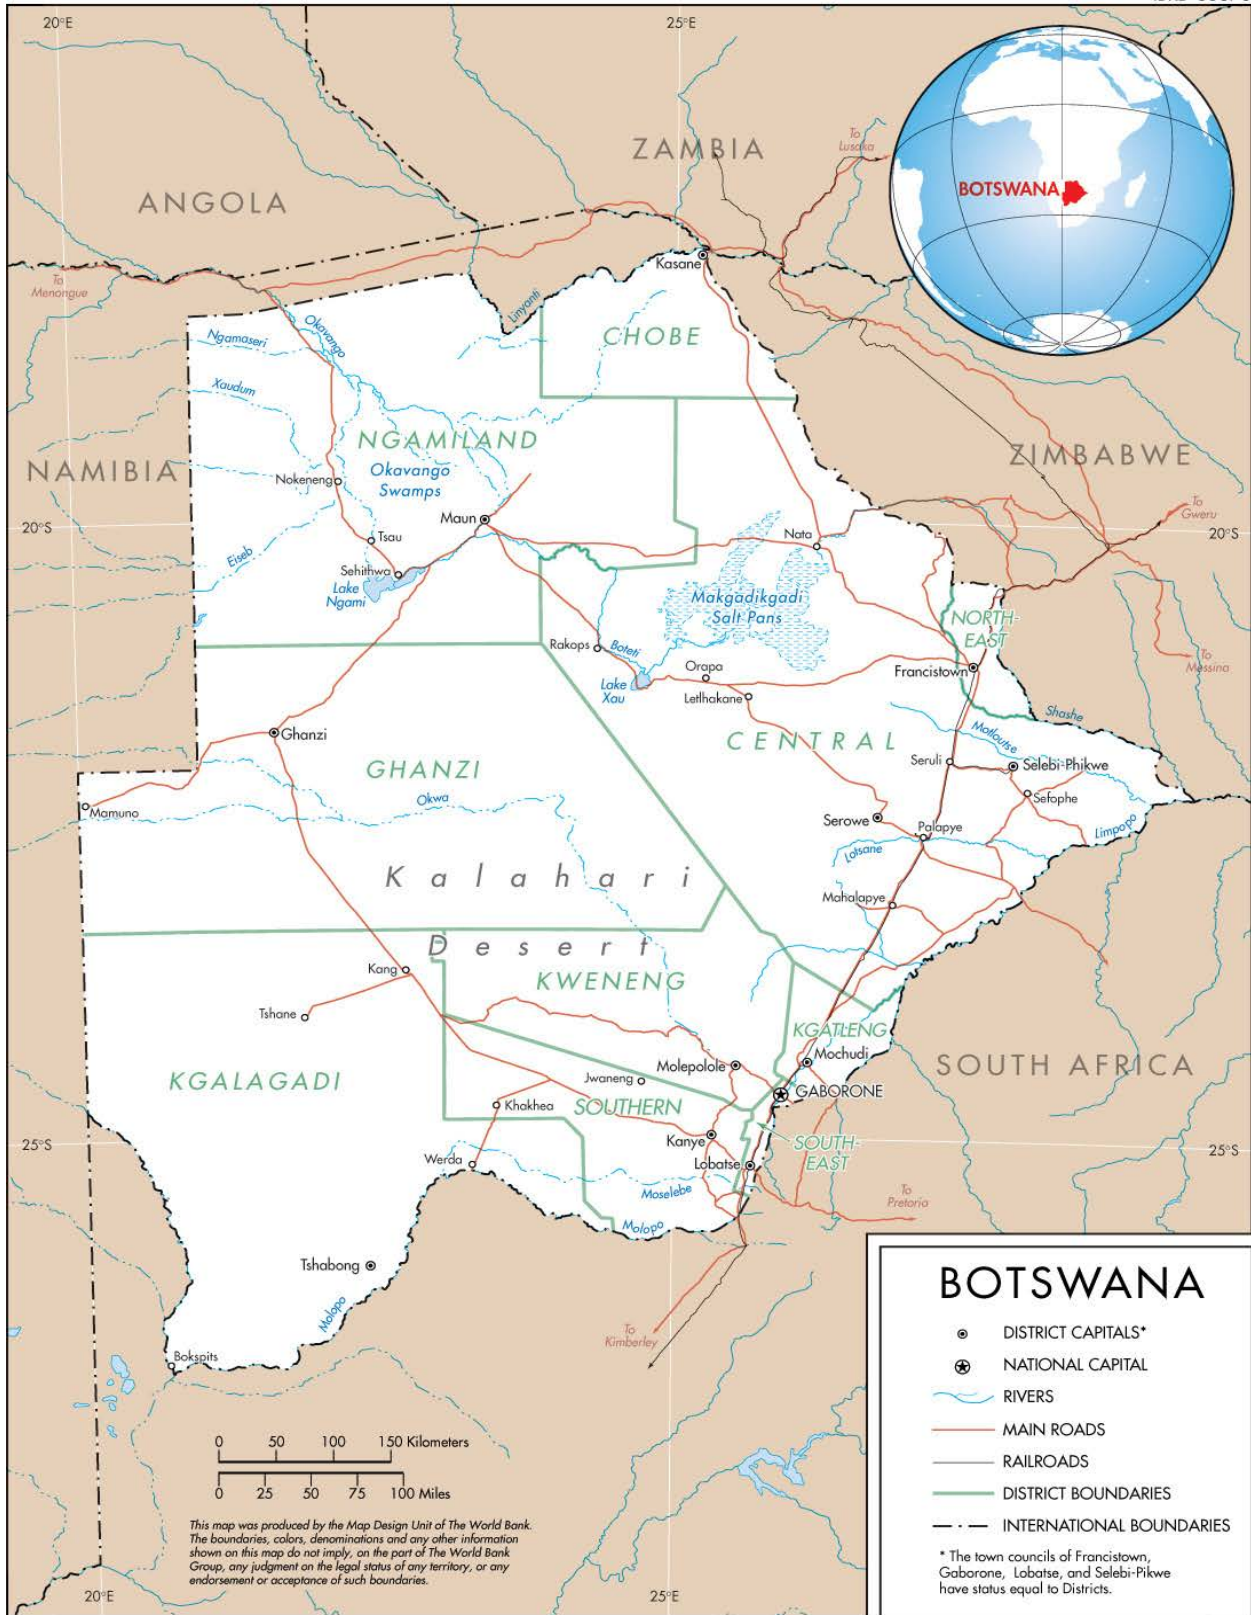 20°E
25°E
ZAMBIA
To
Lusaka
ANGOLA
BOTSWANA
To
Menongue
Kasane
Linyanti
Okavango
CHOBE
Ngamaseri
Xaudum
NGAMILAND
Okavango
Swamps
NAMIBIA
ZIMBABWE
Nokeneng
To
Gweru
Maun
20°S
20°S
Nata
Tsau
Eiseb
Sehithwa
Lake
Ngami
Makgadikgadi
Salt Pans
NORTH-
EAST
Rakops
Boteti
Orapa
Francistown
To
Messina
Lake
Xau
Letlhakane
Shashe
Ghanzi
CENTRAL
Motloutse
GHANZI
Seruli
Selebi-Phikwe
Okwa
Sefophe
Mamuno
Serowe
Palapye
Limpopo
Lotsane
Kalahari
Mahalapye
Desert
Kang
KWENENG
Tshane
KGATLENG
Mochudi
Molepolole
SOUTH AFRICA
KGALAGADI
Jwaneng
GABORONE
Khakhea
SOUTHERN
25°S
Kanye
SOUTH-
EAST
25°S
Werda
Lobatse
Moselebe
To
Pretoria
Molopo
Tshabong
BOTSWANA
Molopo
DISTRICT CAPITALS*
To
Kimberley
Bokspits
NATIONAL CAPITAL
RIVERS
MAIN ROADS
0 50 100 150 Kilometers
RAILROADS
0 25 50 75 100 Miles
DISTRICT BOUNDARIES
INTERNATIONAL BOUNDARIES
This map was produced by the Map Design Unit of The World Bank.
The boundaries, colors, denominations and any other information
shown on this map do not imply, on the part of The World Bank
Group, any judgment on the legal status of any territory, or any
endorsement or acceptance of such boundaries.
* The town councils of Francistown,
Gaborone, Lobatse, and Selebi-Pikwe
have status equal to Districts.
20°E
25°E